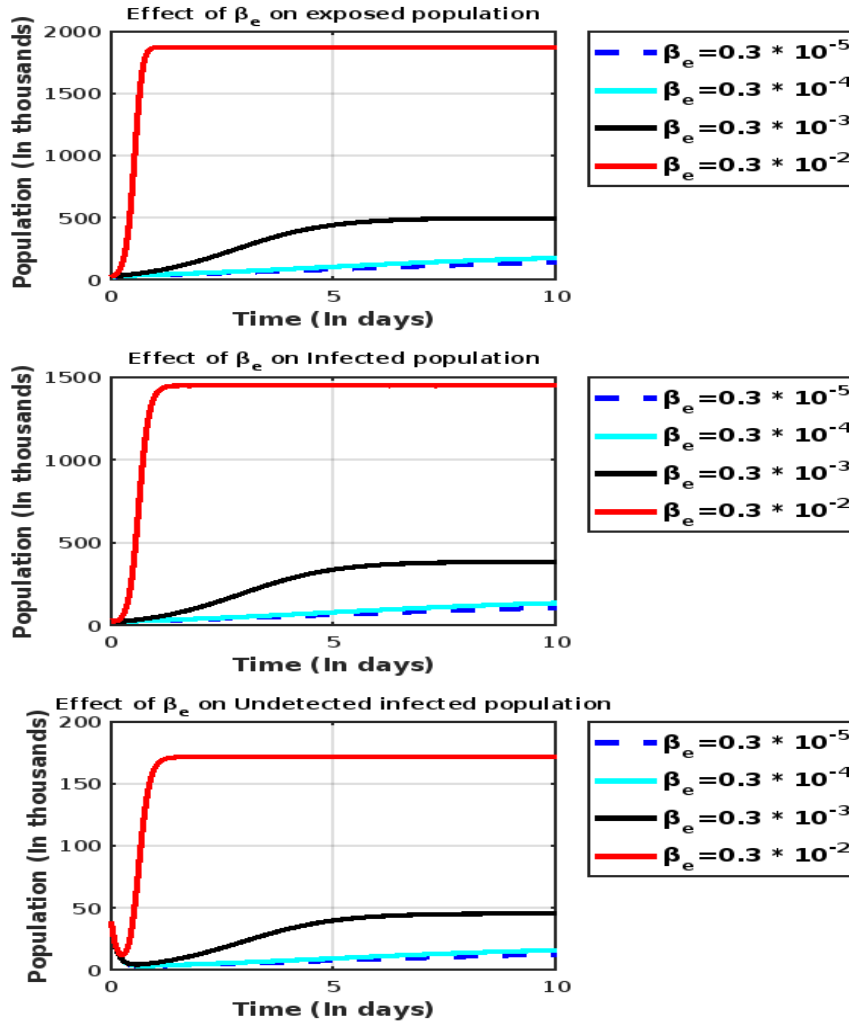 Effect of βe on exposed population
Population (In thousands)
2000
1500
1000
500
0
0 5 10
Time (In days)
βe=0.3 * 10^-5
βe=0.3 * 10^-4
βe=0.3 * 10^-3
βe=0.3 * 10^-2
Effect of βe on Infected population
Population (In thousands)
1500
1000
500
0
0 5 10
Time (In days)
βe=0.3 * 10^-5
βe=0.3 * 10^-4
βe=0.3 * 10^-3
βe=0.3 * 10^-2
Effect of βe on Undetected infected population
Population (In thousands)
200
150
100
50
0
0 5 10
Time (In days)
βe=0.3 * 10^-5
βe=0.3 * 10^-4
βe=0.3 * 10^-3
βe=0.3 * 10^-2